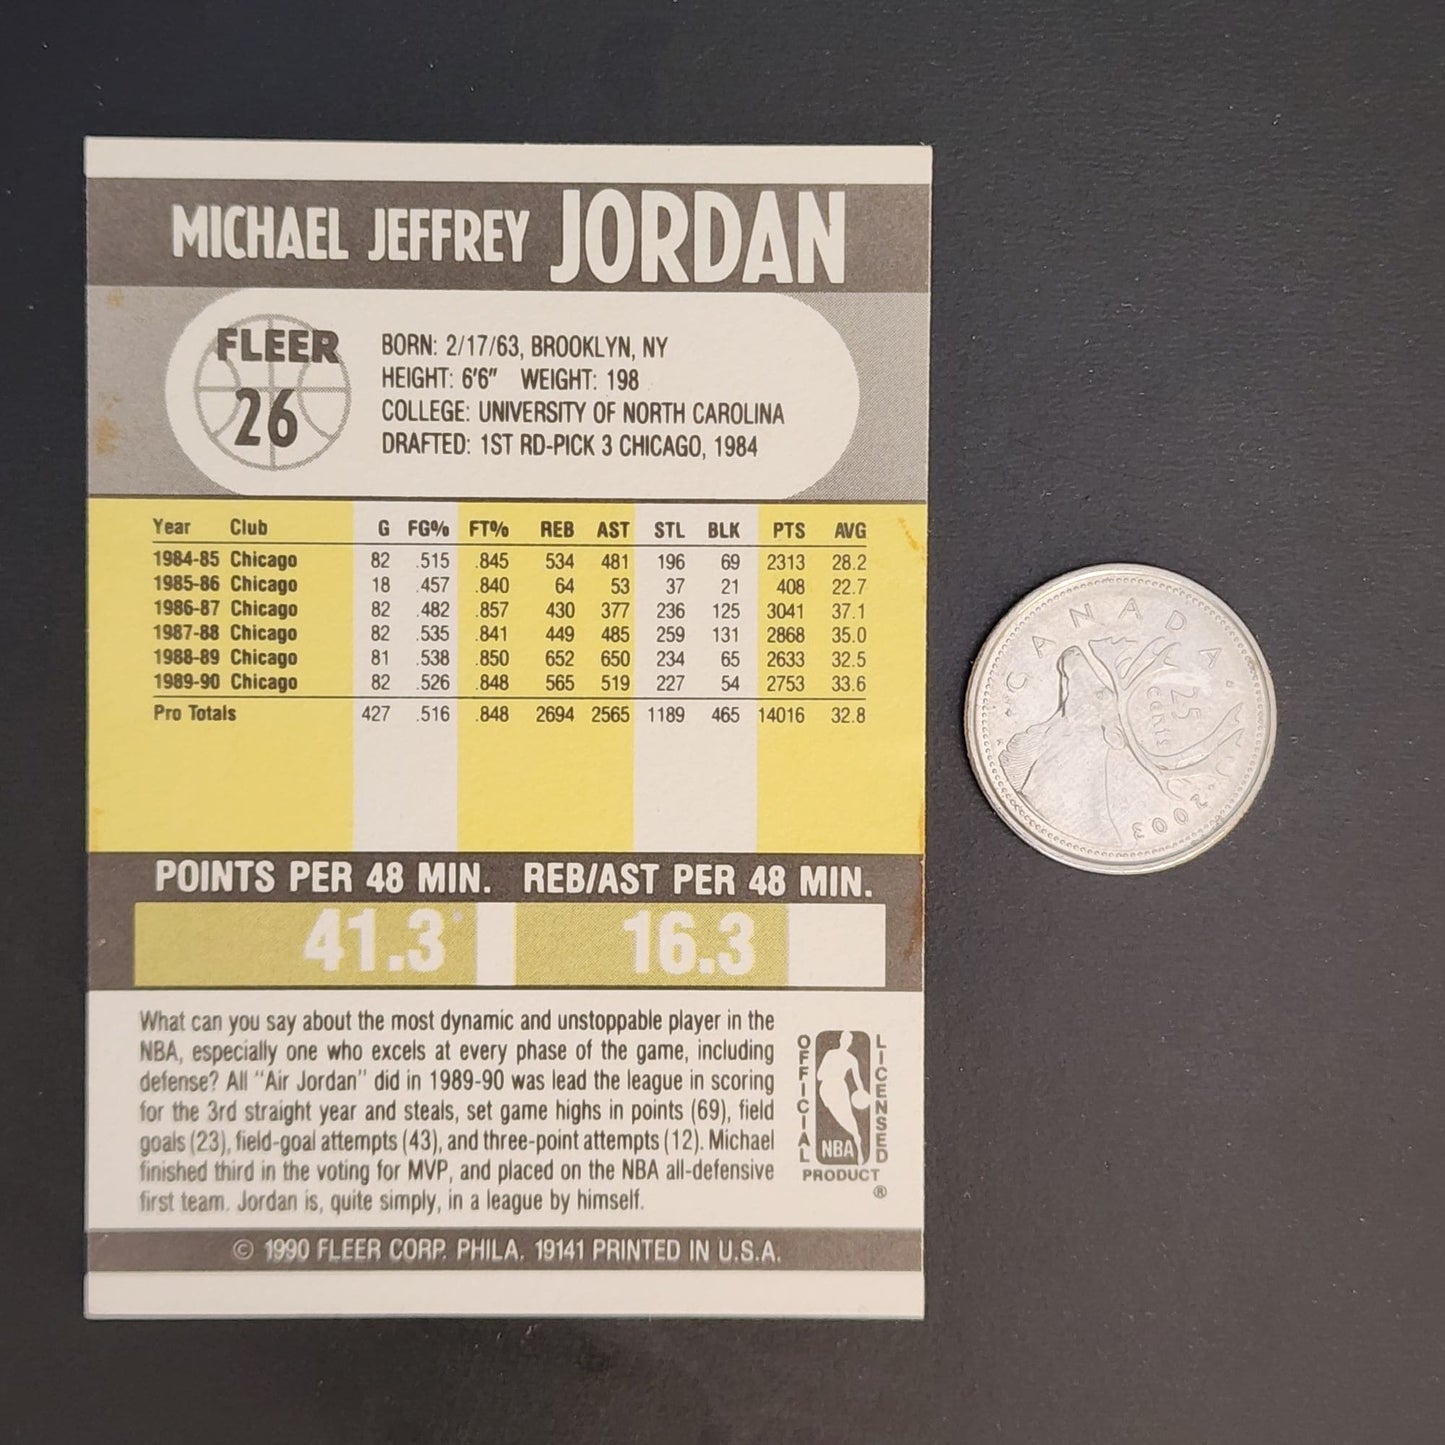 MICHAEL JEFFREY JORDAN
FLEER
26
BORN: 2/17/63, BROOKLYN, NY
HEIGHT: 6'6" WEIGHT: 198
COLLEGE: UNIVERSITY OF NORTH CAROLINA
DRAFTED: 1ST RD-PICK 3 CHICAGO, 1984
Year Club G FG% FT% REB AST STL BLK PTS AVG
1984-85 Chicago 82 .515 .845 534 481 196 69 2313 28.2
1985-86 Chicago 18 .457 .840 64 53 37 21 408 22.7
1986-87 Chicago 82 .482 .857 430 377 236 125 3041 37.1
1987-88 Chicago 82 .535 .841 449 485 259 131 2868 35.0
1988-89 Chicago 81 .538 .850 652 650 234 65 2633 32.5
1989-90 Chicago 82 .526 .848 565 519 227 54 2753 33.6
Pro Totals 427 .516 .848 2694 2565 1189 465 14016 32.8
POINTS PER 48 MIN. REB/AST PER 48 MIN.
41.3 16.3
What can you say about the most dynamic and unstoppable player in the
NBA, especially one who excels at every phase of the game, including
defense? All "Air Jordan" did in 1989-90 was lead the league in scoring
for the 3rd straight year and steals, set game highs in points (69), field
goals (23), field-goal attempts (43), and three-point attempts (12). Michael
finished third in the voting for MVP, and placed on the NBA all-defensive
first team. Jordan is, quite simply, in a league by himself.
OFFICIAL LICENSED
NBA
PRODUCT
®
© 1990 FLEER CORP. PHILA. 19141 PRINTED IN U.S.A.
CANADA
25
cents
2003